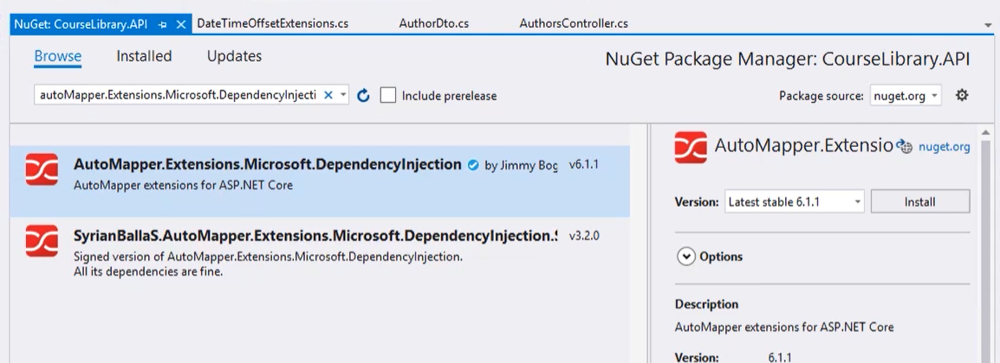 NuGet: CourseLibrary.API
DateTimeOffsetExtensions.cs
AuthorDto.cs
AuthorsController.cs
Browse
Installed
Updates
NuGet Package Manager: CourseLibrary.API
autoMapper.Extensions.Microsoft.DependencyInjecti
Include prerelease
Package source:
nuget.org
AutoMapper.Extensions.Microsoft.DependencyInjection
by Jimmy Bog
v6.1.1
AutoMapper extensions for ASP.NET Core
SyrianBallaS.AutoMapper.Extensions.Microsoft.DependencyInjection.S
v3.2.0
Signed version of AutoMapper.Extensions.Microsoft.DependencyInjection.
All its dependencies are fine.
AutoMapper.Extensio
nuget.org
Version:
Latest stable 6.1.1
Install
Options
Description
AutoMapper extensions for ASP.NET Core
Version:
6.1.1